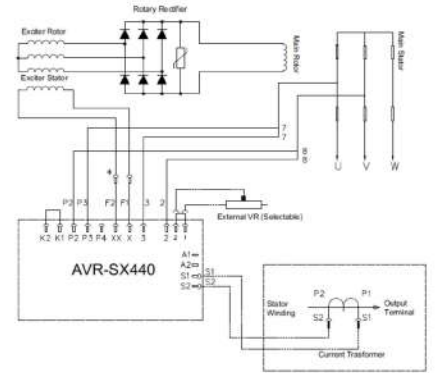 Rotary Rectifier
Exciter Rotor
Main Rotor
Main Stator
Exciter Stator
7
7
8
8
U V W
*
P2 P3 F2 F1 3 2
External VR (Selectable)
K2 K1 P2 P3 P4 XX X 3 2 1
A1
A2
S1 S1
S2 S2
AVR-SX440
P2 P1
Stator
Winding
Output
Terminal
S2 S1
Current Trasformer